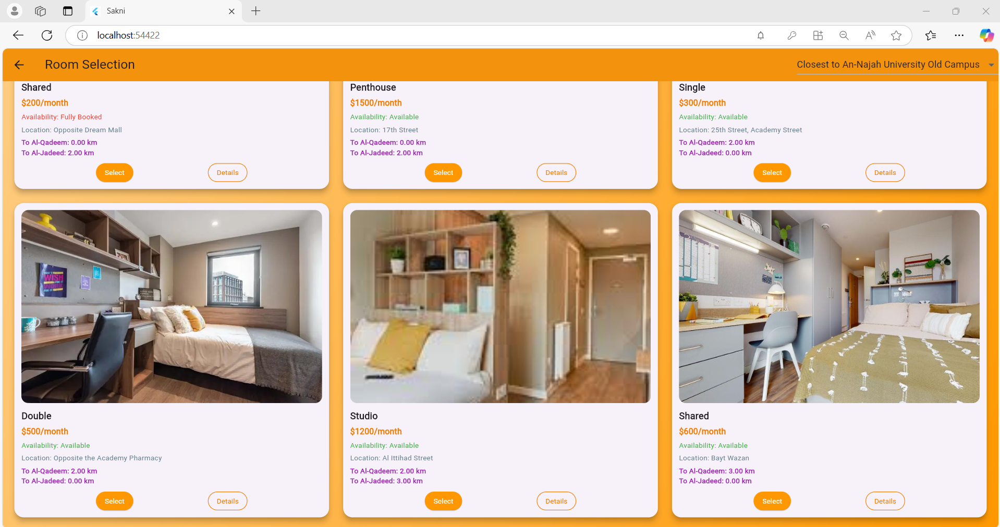 Sakni
localhost:54422
Room Selection
Closest to An-Najah University Old Campus
Shared
$200/month
Availability: Fully Booked
Location: Opposite Dream Mall
To Al-Qadeem: 0.00 km
To Al-Jadeed: 2.00 km
Select
Details
Penthouse
$1500/month
Availability: Available
Location: 17th Street
To Al-Qadeem: 0.00 km
To Al-Jadeed: 2.00 km
Select
Details
Single
$300/month
Availability: Available
Location: 25th Street, Academy Street
To Al-Qadeem: 2.00 km
To Al-Jadeed: 0.00 km
Select
Details
WISH
FOR IT
WORK
FOR IT
Double
$500/month
Availability: Available
Location: Opposite the Academy Pharmacy
To Al-Qadeem: 2.00 km
To Al-Jadeed: 0.00 km
Select
Details
Studio
$1200/month
Availability: Available
Location: Al Ittihad Street
To Al-Qadeem: 2.00 km
To Al-Jadeed: 3.00 km
Select
Details
Shared
$600/month
Availability: Available
Location: Bayt Wazan
To Al-Qadeem: 3.00 km
To Al-Jadeed: 0.00 km
Select
Details